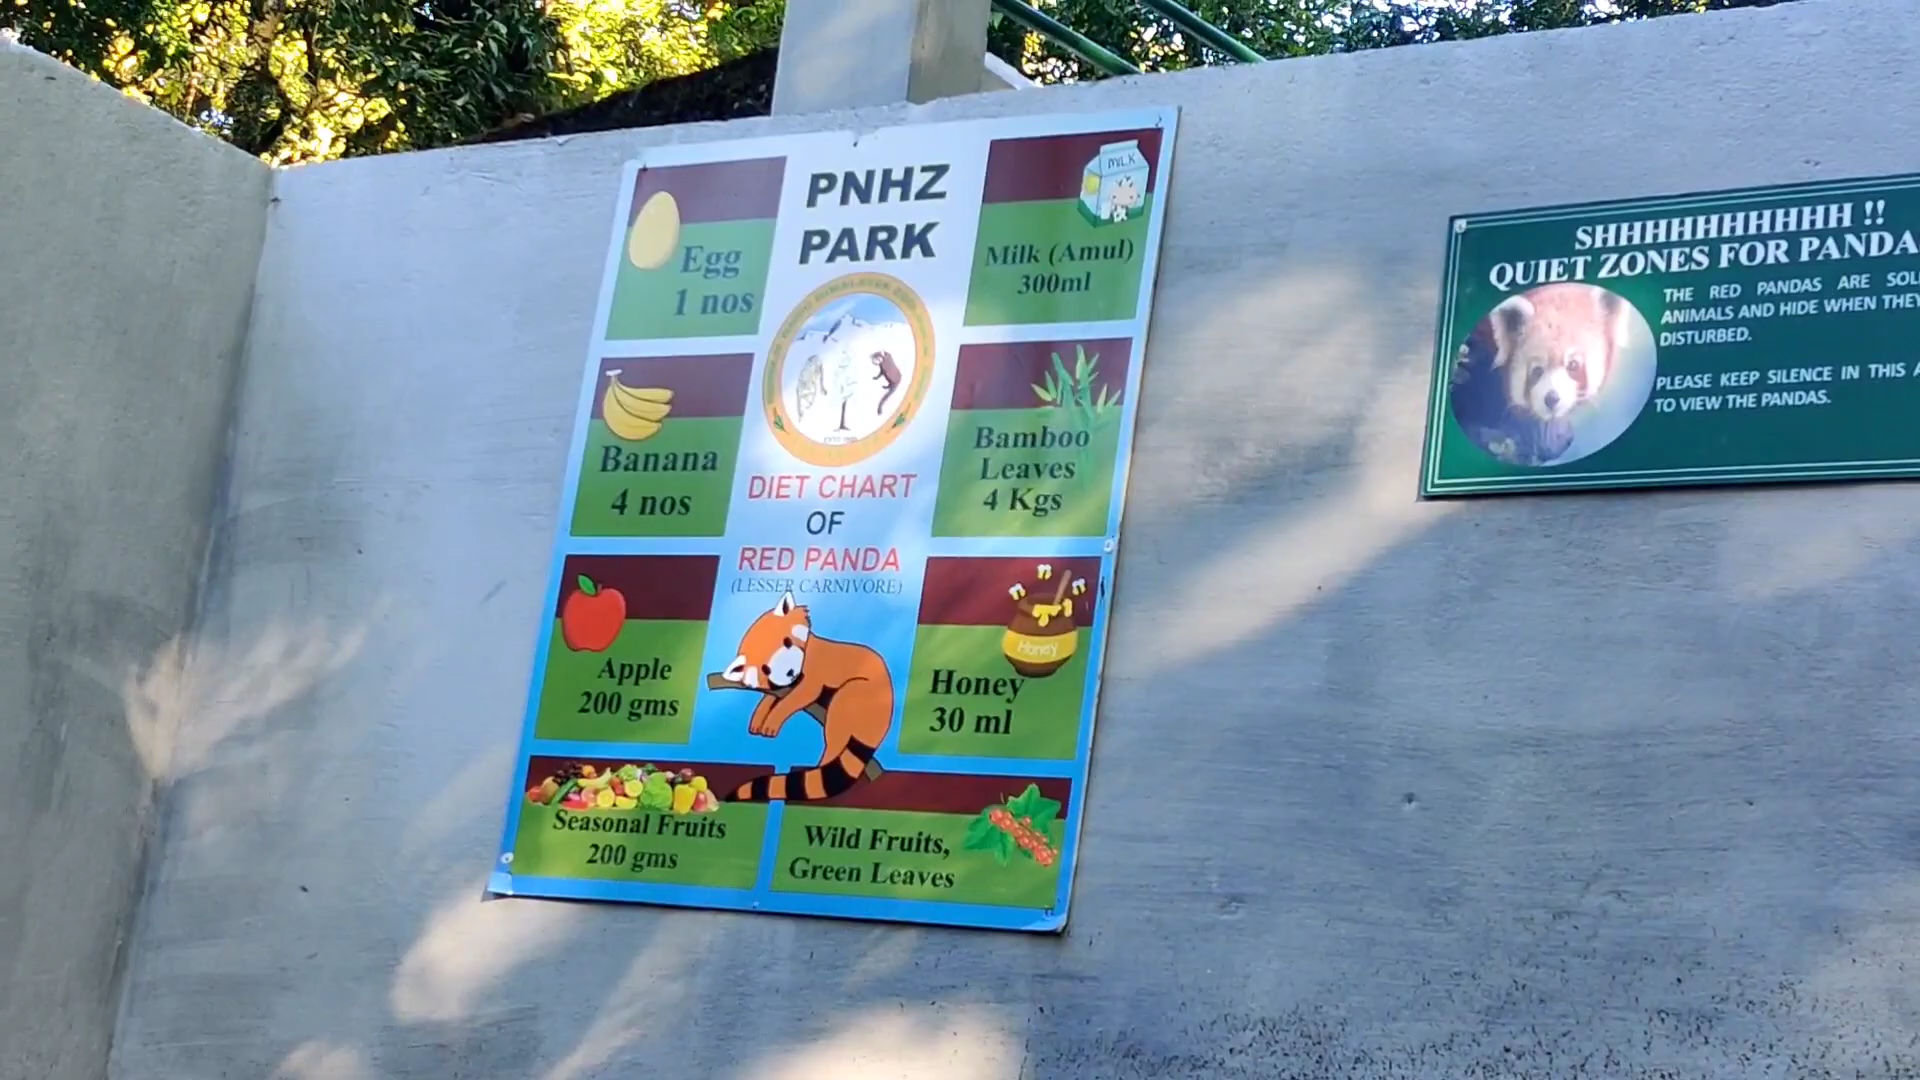 PNHZ
PARK
Egg
1 nos
MILK
Milk (Amul)
300ml
Banana
4 nos
Bamboo
Leaves
4 Kgs
DIET CHART
OF
RED PANDA
(LESSER CARNIVORE)
Apple
200 gms
Honey
Honey
30 ml
Seasonal Fruits
200 gms
Wild Fruits,
Green Leaves
SHHHHHHHHHH !!
QUIET ZONES FOR PANDA
THE RED PANDAS ARE
ANIMALS AND HIDE WHEN THEY
DISTURBED.
PLEASE KEEP SILENCE IN THIS
TO VIEW THE PANDAS.